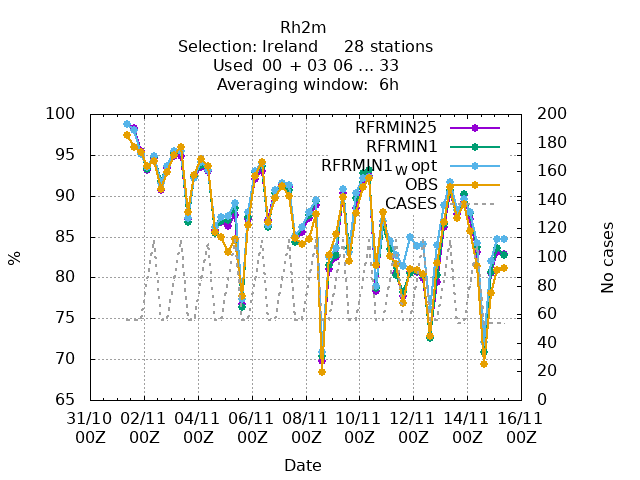 Rh2m
Selection: Ireland 28 stations
Used 00 + 03 06 ... 33
Averaging window: 6h
100
95
90
85
80
75
70
65
%
200
180
160
140
120
100
80
60
40
20
0
No cases
RFRMIN25
RFRMIN1
RFRMIN1w opt
OBS
CASES
31/10 02/11 04/11 06/11 08/11 10/11 12/11 14/11 16/11
00Z 00Z 00Z 00Z 00Z 00Z 00Z 00Z 00Z
Date